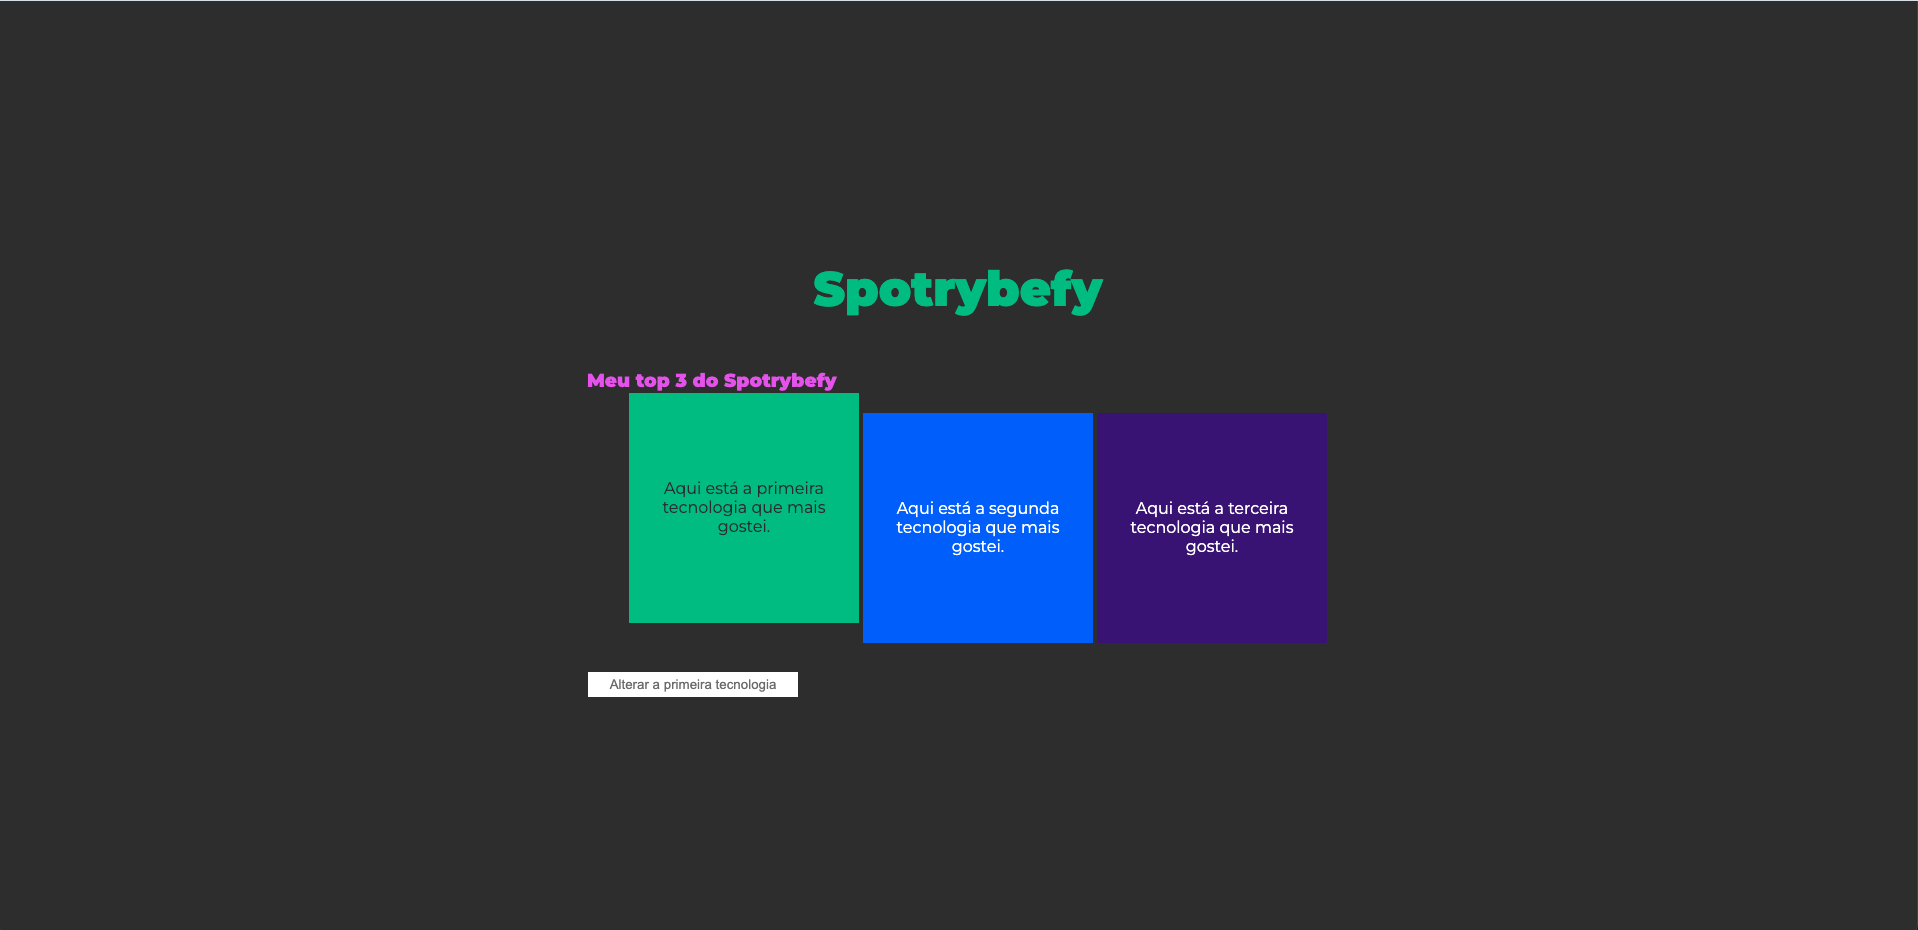 Spotrybefy
Meu top 3 do Spotrybefy
Aqui está a primeira
tecnologia que mais
gostei.
Aqui está a segunda
tecnologia que mais
gostei.
Aqui está a terceira
tecnologia que mais
gostei.
Alterar a primeira tecnologia